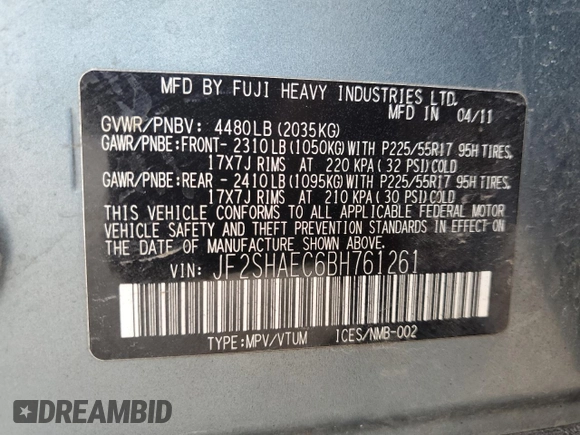 MFD BY FUJI HEAVY INDUSTRIES LTD.
MFD IN 04/11
GVWR/PNBV: 4480LB (2035KG)
GAWR/PNBE:FRONT- 2310LB (1050KG) WITH P225/55R17 95H TIRES,
17X7J RIMS AT 220 KPA (32 PSI) COLD
GAWR/PNBE:REAR - 2410LB (1095KG) WITH P225/55R17 95H TIRES,
17X7J RIMS AT 210 KPA (30 PSI) COLD
THIS VEHICLE CONFORMS TO ALL APPLICABLE FEDERAL MOTOR
VEHICLE SAFETY AND THEFT PREVENTION STANDARDS IN EFFECT ON
THE DATE OF MANUFACTURE SHOWN ABOVE.
VIN: JF2SHAEC6BH761261
TYPE:MPV/VTUM ICES/NMB-002
DREAMBID